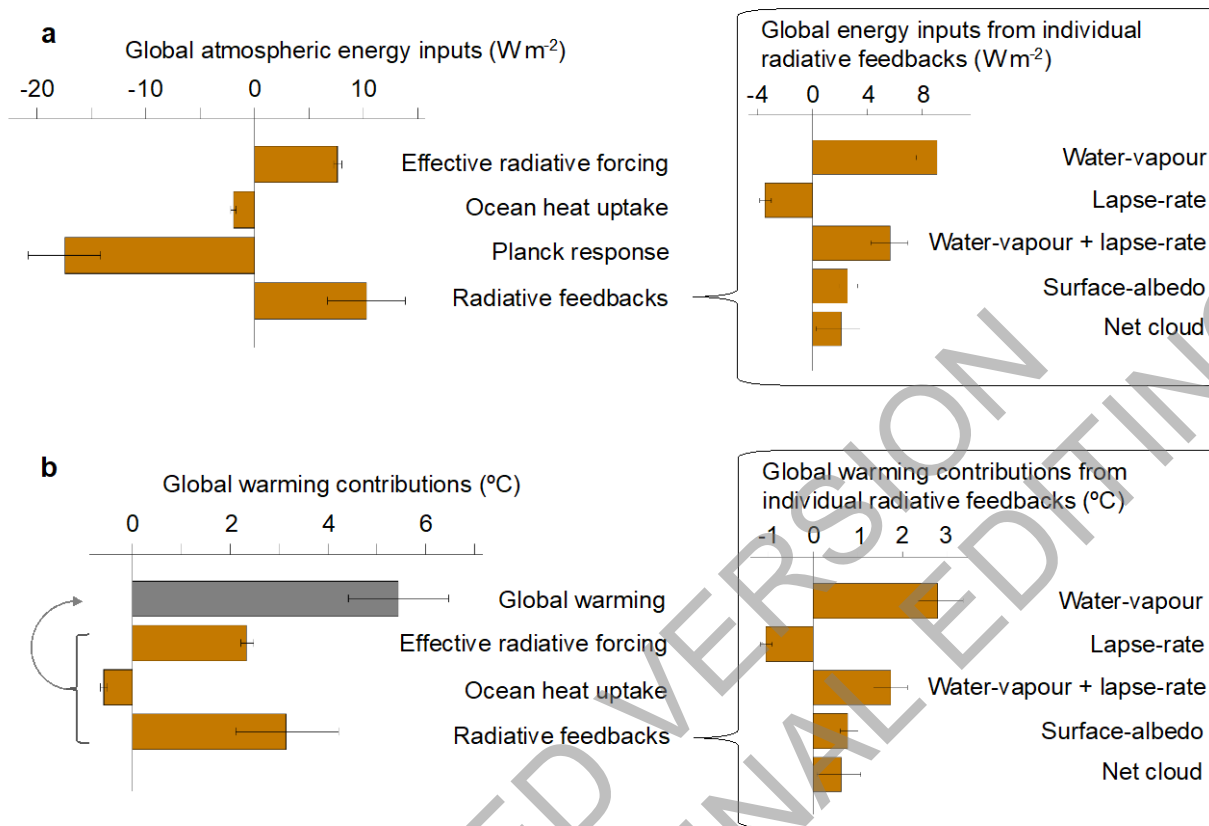 a
Global atmospheric energy inputs (W m-2)
-20 -10 0 10
Effective radiative forcing
Ocean heat uptake
Planck response
Radiative feedbacks
Global energy inputs from individual
radiative feedbacks (W m-2)
-4 0 4 8
Water-vapour
Lapse-rate
Water-vapour + lapse-rate
Surface-albedo
Net cloud
b
Global warming contributions (ºC)
0 2 4 6
Global warming
Effective radiative forcing
Ocean heat uptake
Radiative feedbacks
Global warming contributions from
individual radiative feedbacks (ºC)
-1 0 1 2 3
Water-vapour
Lapse-rate
Water-vapour + lapse-rate
Surface-albedo
Net cloud
VERSION
EDITING